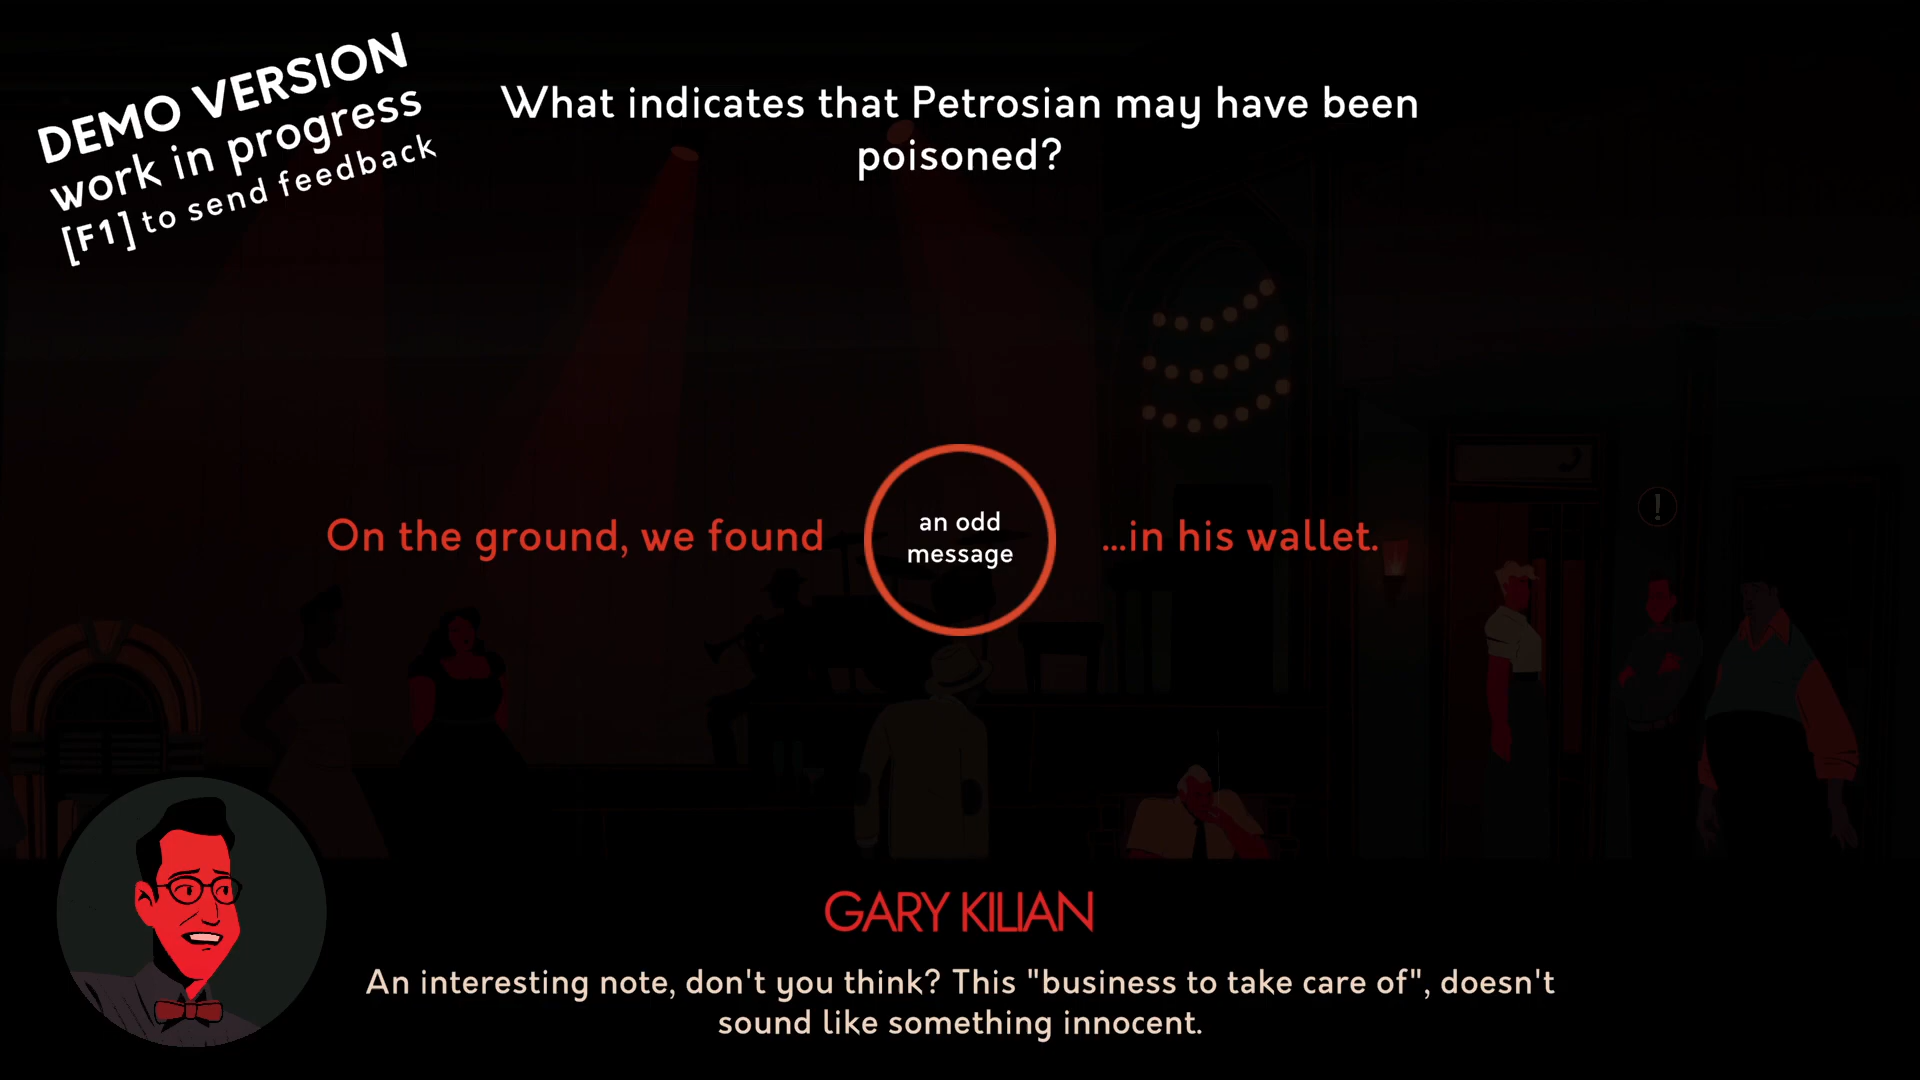 DEMO VERSION
work in progress
[F1] to send feedback
What indicates that Petrosian may have been
poisoned?
On the ground, we found
an odd
message
...in his wallet.
!
GARY KILIAN
An interesting note, don't you think? This "business to take care of", doesn't
sound like something innocent.